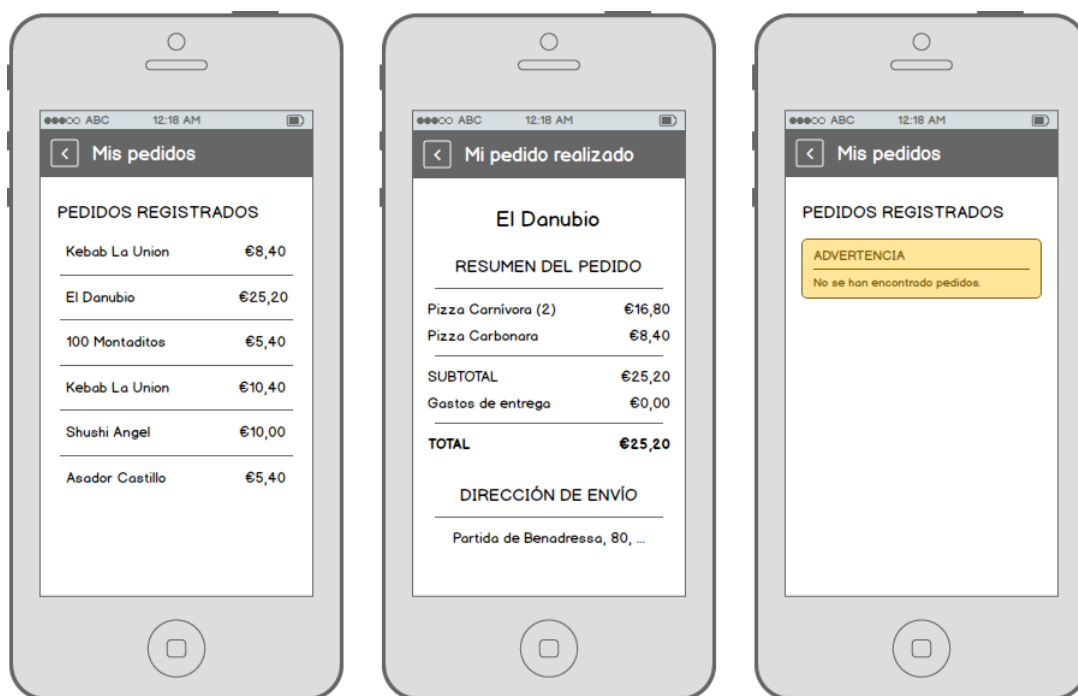 ABC 12:18 AM
Mis pedidos
PEDIDOS REGISTRADOS
Kebab La Union €8,40
El Danubio €25,20
100 Montaditos €5,40
Kebab La Union €10,40
Shushi Angel €10,00
Asador Castillo €5,40
ABC 12:18 AM
Mi pedido realizado
El Danubio
RESUMEN DEL PEDIDO
Pizza Carnívora (2) €16,80
Pizza Carbonara €8,40
SUBTOTAL €25,20
Gastos de entrega €0,00
TOTAL €25,20
DIRECCIÓN DE ENVÍO
Partida de Benadressa, 80, ...
ABC 12:18 AM
Mis pedidos
PEDIDOS REGISTRADOS
ADVERTENCIA
No se han encontrado pedidos.